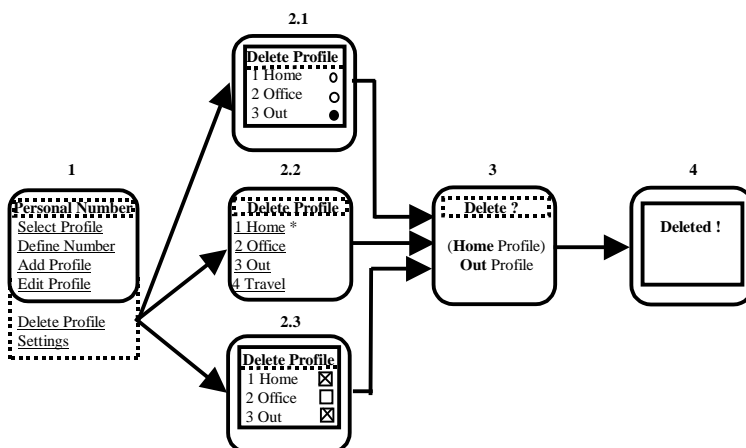 1
Personal Number
Select Profile
Define Number
Add Profile
Edit Profile
Delete Profile
Settings
2.1
Delete Profile
1 Home
2 Office
3 Out
2.2
Delete Profile
1 Home *
2 Office
3 Out
4 Travel
2.3
Delete Profile
1 Home
2 Office
3 Out
3
Delete ?
(Home Profile)
Out Profile
4
Deleted !